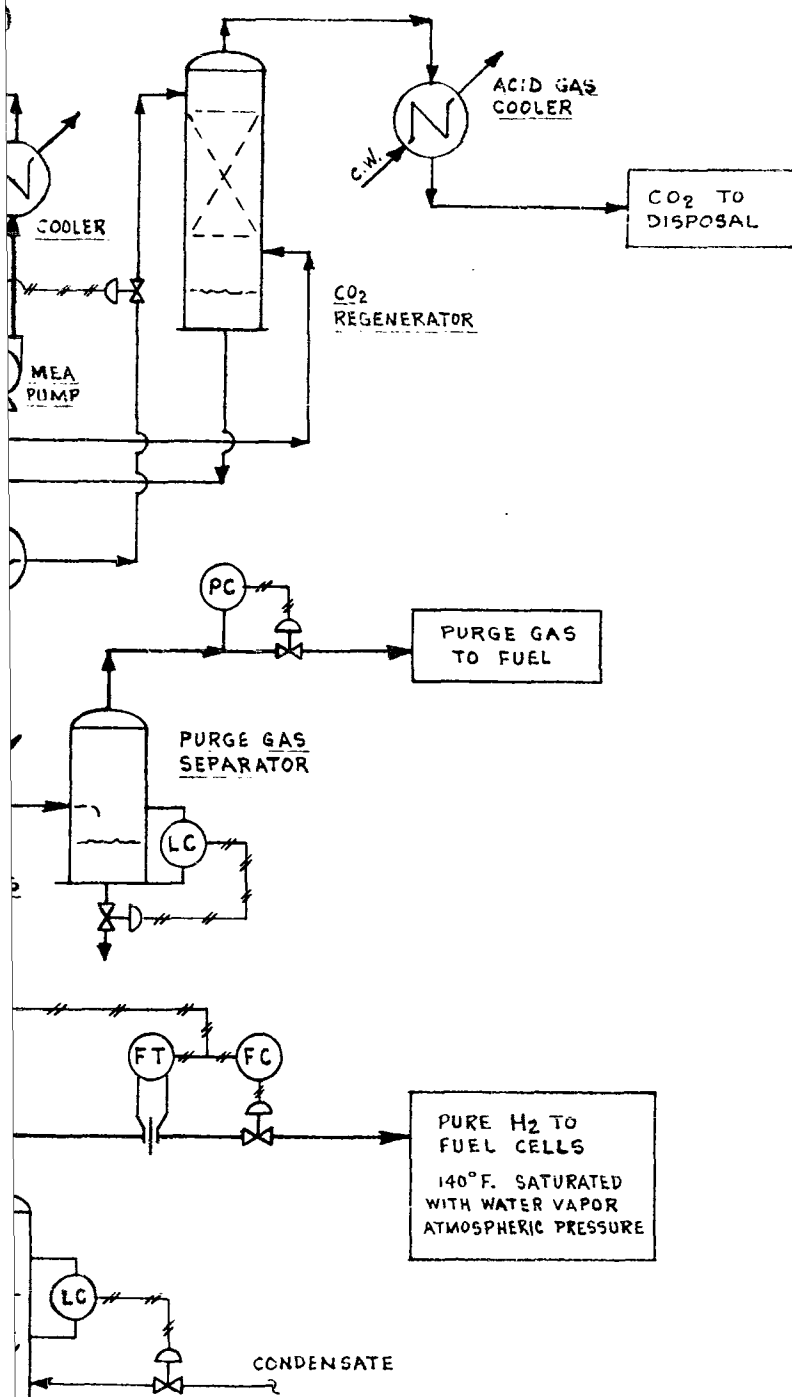 ACID GAS
COOLER
C.W.
CO2 TO
DISPOSAL
COOLER
CO2
REGENERATOR
MEA
PUMP
PC
PURGE GAS
TO FUEL
PURGE GAS
SEPARATOR
LC
FT
FC
PURE H2 TO
FUEL CELLS
140°F. SATURATED
WITH WATER VAPOR
ATMOSPHERIC PRESSURE
LC
CONDENSATE